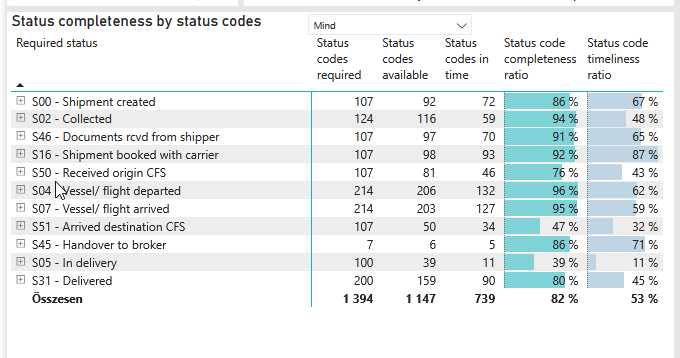 Status completeness by status codes
Mind
Required status Status codes required Status codes available Status codes in time Status code completeness ratio Status code timeliness ratio
S00 - Shipment created 107 92 72 86 % 67 %
S02 - Collected 124 116 59 94 % 48 %
S46 - Documents rcvd from shipper 107 97 70 91 % 65 %
S16 - Shipment booked with carrier 107 98 93 92 % 87 %
S50 - Received origin CFS 107 81 46 76 % 43 %
S04 - Vessel/ flight departed 214 206 132 96 % 62 %
S07 - Vessel/ flight arrived 214 203 127 95 % 59 %
S51 - Arrived destination CFS 107 50 34 47 % 32 %
S45 - Handover to broker 7 6 5 86 % 71 %
S05 - In delivery 100 39 11 39 % 11 %
S31 - Delivered 200 159 90 80 % 45 %
Összesen 1 394 1 147 739 82 % 53 %